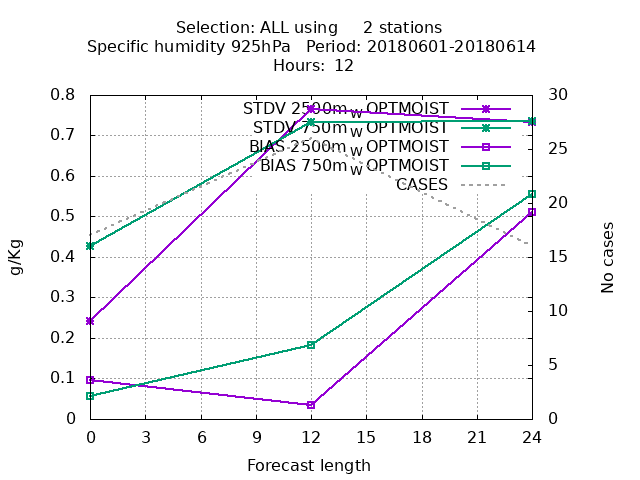 Selection: ALL using 2 stations
Specific humidity 925hPa Period: 20180601-20180614
Hours: 12
STDV 2500m_W OPTMOIST
STDV 750m_W OPTMOIST
BIAS 2500m_W OPTMOIST
BIAS 750m_W OPTMOIST
CASES
g/Kg
0.8
0.7
0.6
0.5
0.4
0.3
0.2
0.1
0
No cases
30
25
20
15
10
5
0
0 3 6 9 12 15 18 21 24
Forecast length